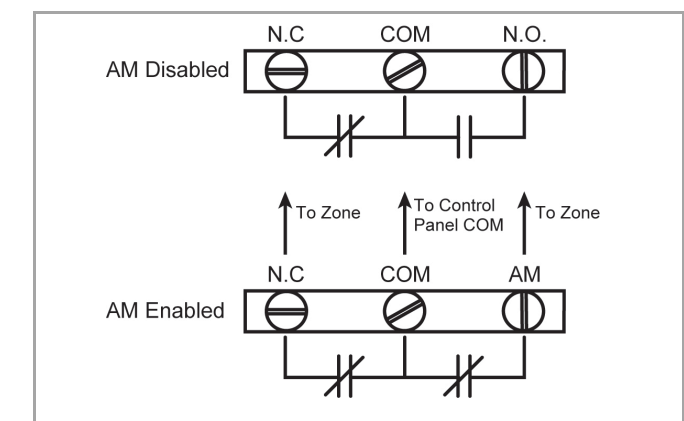 N.C COM N.O.
AM Disabled
To Zone To Control Panel COM To Zone
N.C COM AM
AM Enabled